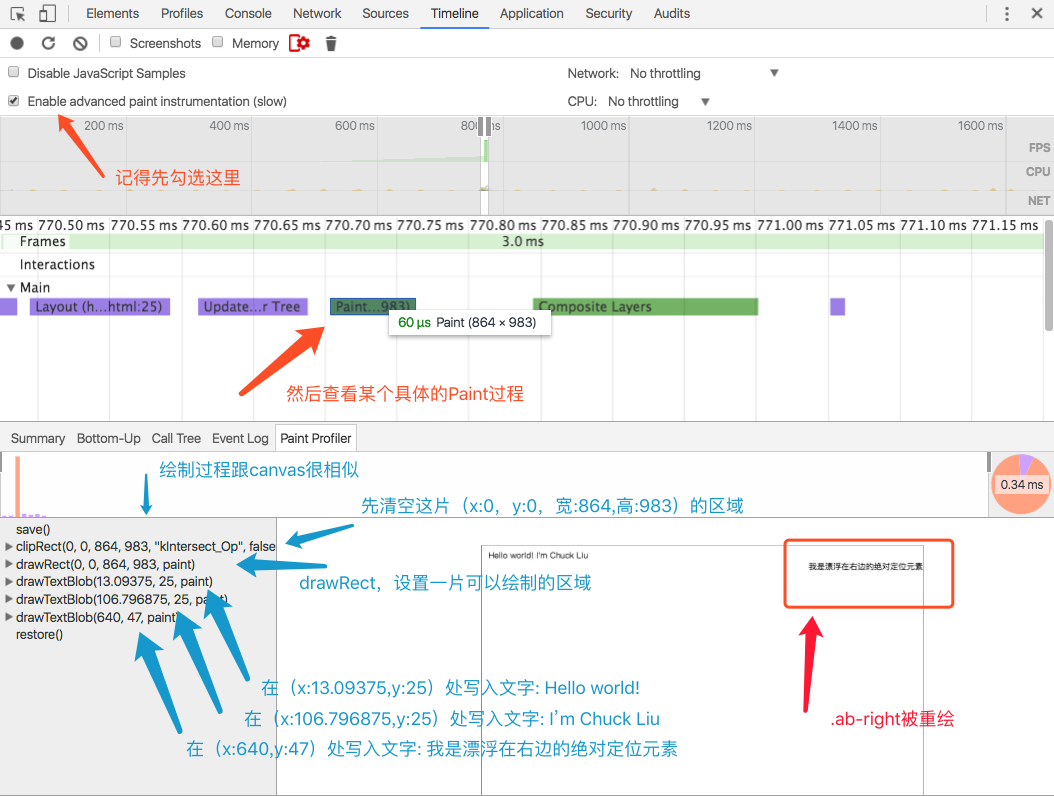 Elements Profiles Console Network Sources Timeline Application Security Audits
Screenshots Memory
Disable JavaScript Samples Network: No throttling
Enable advanced paint instrumentation (slow) CPU: No throttling
200 ms 400 ms 600 ms 800 ms 1000 ms 1200 ms 1400 ms 1600 ms
FPS
记得先勾选这里
CPU
NET
45 ms 770.50 ms 770.55 ms 770.60 ms 770.65 ms 770.70 ms 770.75 ms 770.80 ms 770.85 ms 770.90 ms 770.95 ms 771.00 ms 771.05 ms 771.10 ms 771.15 ms
Frames 3.0 ms
Interactions
Main
Layout (h...html:25) Update...r Tree Paint...983) Composite Layers
60 μs Paint (864 × 983)
然后查看某个具体的Paint过程
Summary Bottom-Up Call Tree Event Log Paint Profiler
绘制过程跟canvas很相似
0.34 ms
先清空这片（x:0，y:0，宽:864,高:983）的区域
save()
clipRect(0, 0, 864, 983, "kIntersect_Op", false
drawRect(0, 0, 864, 983, paint)
drawTextBlob(13.09375, 25, paint)
drawTextBlob(106.796875, 25, paint)
drawTextBlob(640, 47, paint)
restore()
Hello world! I'm Chuck Liu
我是漂浮在右边的绝对定位元素
drawRect，设置一片可以绘制的区域
在（x:13.09375,y:25）处写入文字: Hello world!
在（x:106.796875,y:25）处写入文字: I'm Chuck Liu
.ab-right被重绘
在（x:640,y:47）处写入文字: 我是漂浮在右边的绝对定位元素